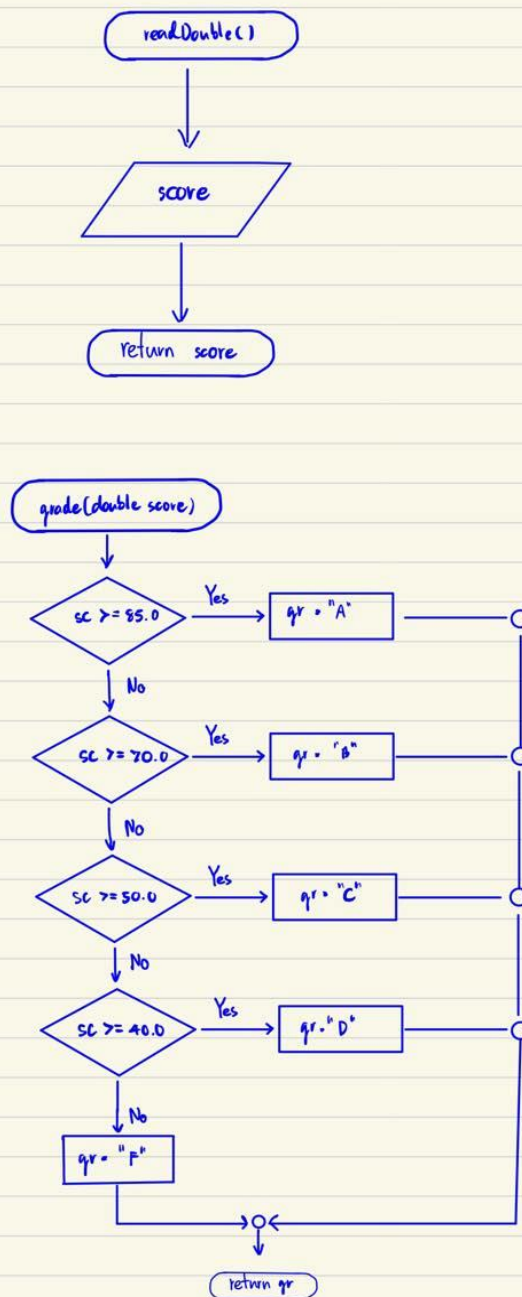 readDouble()
score
return score
grade(double score)
sc >= 85.0
Yes
gr = "A"
No
sc >= 70.0
Yes
gr = "B"
No
sc >= 50.0
Yes
gr = "C"
No
sc >= 40.0
Yes
gr = "D"
No
gr = "F"
return gr